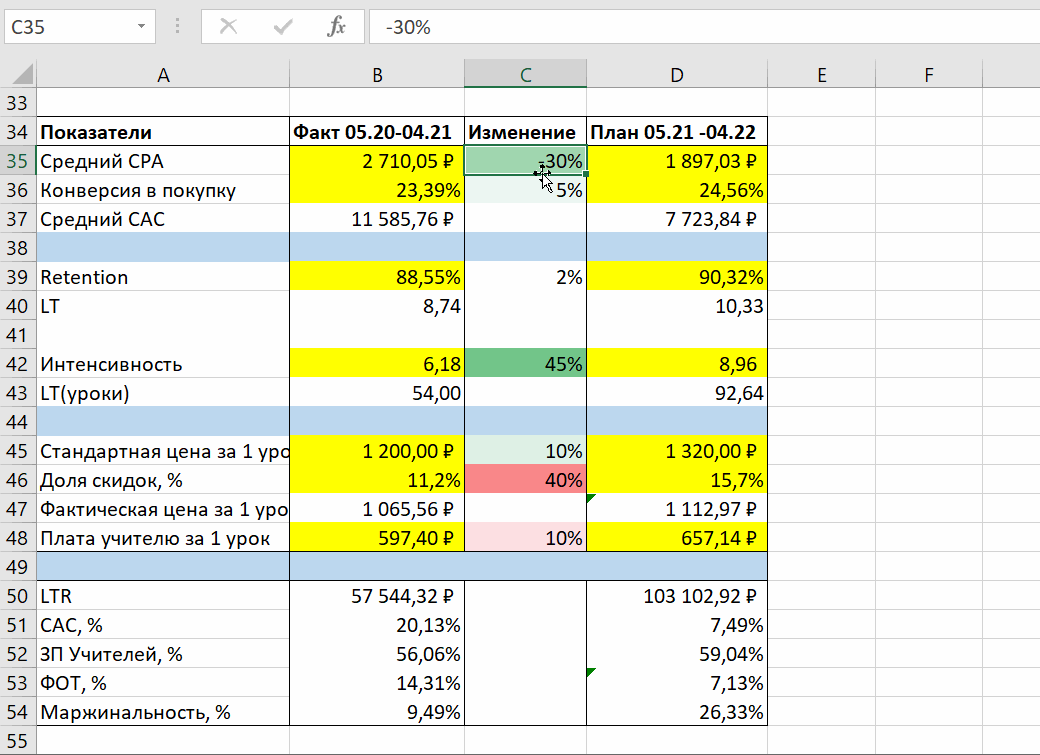 C35 fx -30%
A B C D E F
33
34 Показатели Факт 05.20-04.21 Изменение План 05.21 -04.22
35 Средний CPA 2 710,05 ₽ -30% 1 897,03 ₽
36 Конверсия в покупку 23,39% 5% 24,56%
37 Средний CAC 11 585,76 ₽ 7 723,84 ₽
38
39 Retention 88,55% 2% 90,32%
40 LT 8,74 10,33
41
42 Интенсивность 6,18 45% 8,96
43 LT(уроки) 54,00 92,64
44
45 Стандартная цена за 1 уро 1 200,00 ₽ 10% 1 320,00 ₽
46 Доля скидок, % 11,2% 40% 15,7%
47 Фактическая цена за 1 уро 1 065,56 ₽ 1 112,97 ₽
48 Плата учителю за 1 урок 597,40 ₽ 10% 657,14 ₽
49
50 LTR 57 544,32 ₽ 103 102,92 ₽
51 CAC, % 20,13% 7,49%
52 ЗП Учителей, % 56,06% 59,04%
53 ФОТ, % 14,31% 7,13%
54 Маржинальность, % 9,49% 26,33%
55